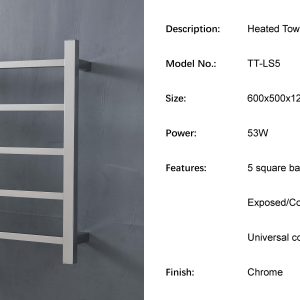 Description: Heated Tow
Model No.: TT-LS5
Size: 600x500x12
Power: 53W
Features: 5 square ba
Exposed/Co
Universal co
Finish: Chrome